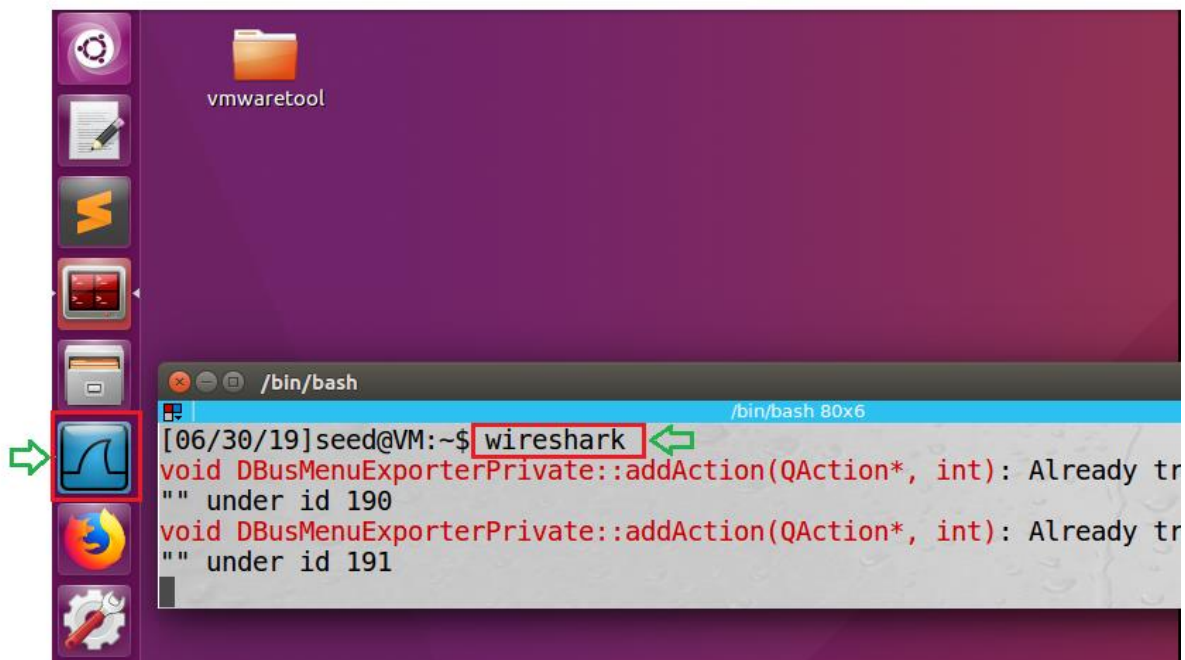 vmwaretool
/bin/bash
/bin/bash 80x6
[06/30/19]seed@VM:~$ wireshark
void DBusMenuExporterPrivate::addAction(QAction*, int): Already tr
"" under id 190
void DBusMenuExporterPrivate::addAction(QAction*, int): Already tr
"" under id 191